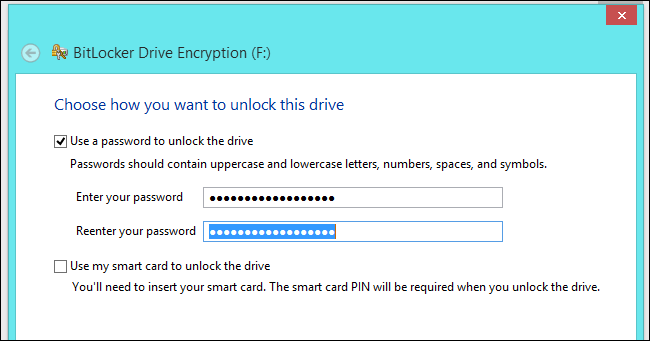 BitLocker Drive Encryption (F:)
Choose how you want to unlock this drive
Use a password to unlock the drive
Passwords should contain uppercase and lowercase letters, numbers, spaces, and symbols.
Enter your password ●●●●●●●●●●●●●●●●●●
Reenter your password ●●●●●●●●●●●●●●●●●●
Use my smart card to unlock the drive
You'll need to insert your smart card. The smart card PIN will be required when you unlock the drive.